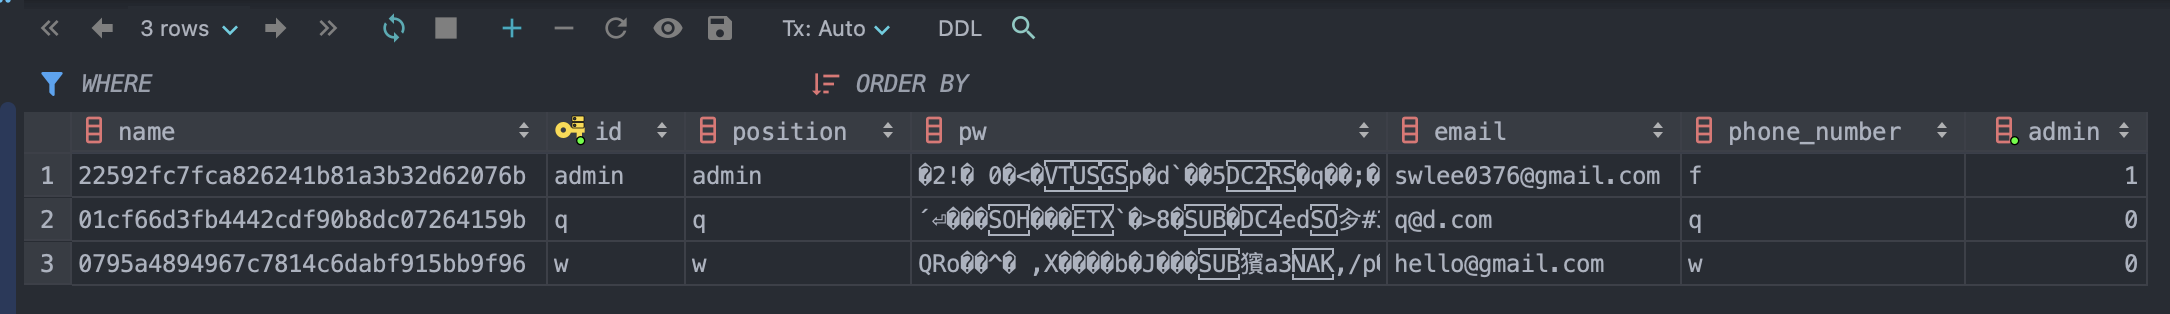 3 rows Tx: Auto DDL
WHERE ORDER BY
name id position pw email phone_number admin
1 22592fc7fca826241b81a3b32d62076b admin admin �2!� 0�<�VTUSGSp�d`��5DC2RS�q��;� swlee0376@gmail.com f 1
2 01cf66d3fb4442cdf90b8dc07264159b q q ´⏎���SOH���ETX`�>8�SUB�DC4edSO㣋#: q@d.com q 0
3 0795a4894967c7814c6dabf915bb9f96 w w QRo��^� ,X����b�J���SUB獱a3NAK,/p� hello@gmail.com w 0